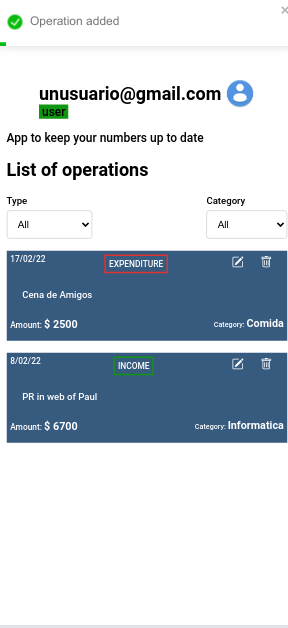 Operation added
unusuario@gmail.com
user
App to keep your numbers up to date
List of operations
Type Category
All All
17/02/22 EXPENDITURE
Cena de Amigos
Amount: $ 2500 Category: Comida
8/02/22 INCOME
PR in web of Paul
Amount: $ 6700 Category: Informatica